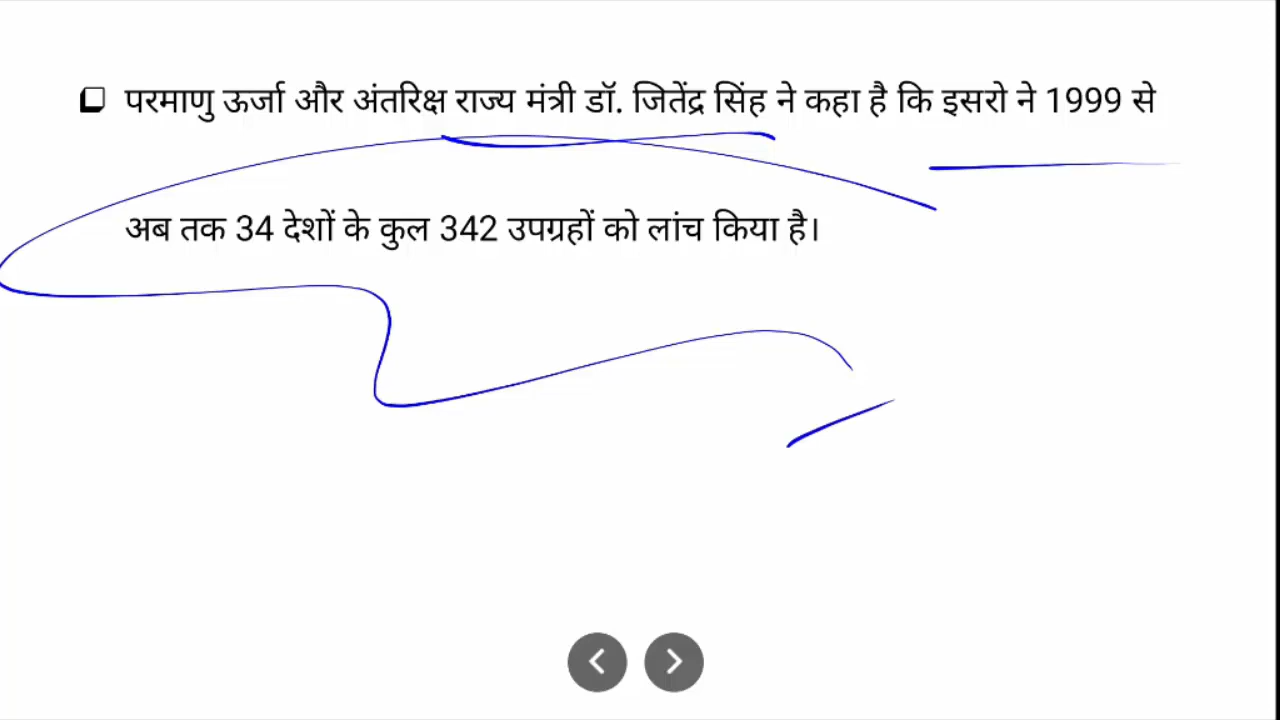 परमाणु ऊर्जा और अंतरिक्ष राज्य मंत्री डॉ. जितेंद्र सिंह ने कहा है कि इसरो ने 1999 से
अब तक 34 देशों के कुल 342 उपग्रहों को लांच किया है।